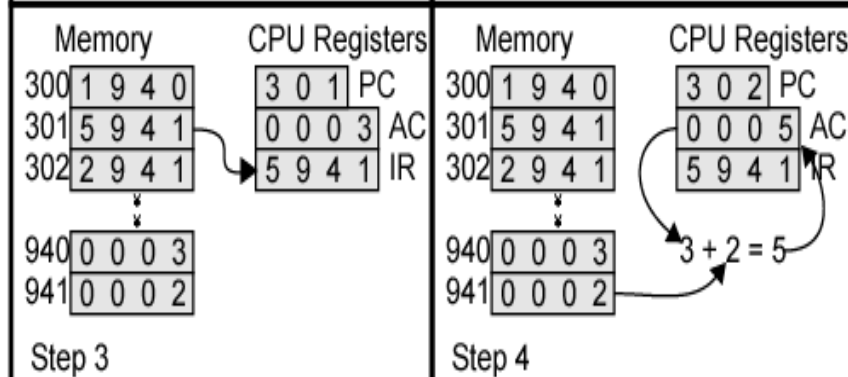 Memory CPU Registers
300 1 9 4 0 3 0 1 PC
301 5 9 4 1 0 0 0 3 AC
302 2 9 4 1 5 9 4 1 IR
940 0 0 0 3
941 0 0 0 2
Step 3
Memory CPU Registers
300 1 9 4 0 3 0 2 PC
301 5 9 4 1 0 0 0 5 AC
302 2 9 4 1 5 9 4 1 IR
940 0 0 0 3 3 + 2 = 5
941 0 0 0 2
Step 4